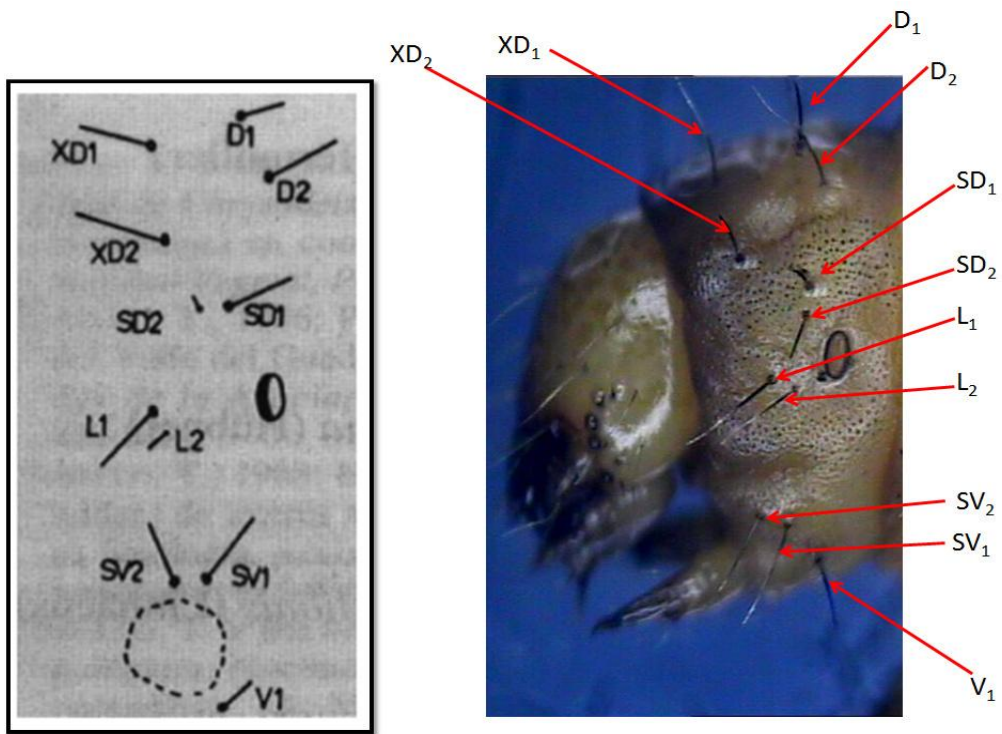 XD1
D1
D2
XD2
SD2
SD1
L1
L2
SV2
SV1
V1
XD₂
XD₁
D₁
D₂
SD₁
SD₂
L₁
L₂
SV₂
SV₁
V₁